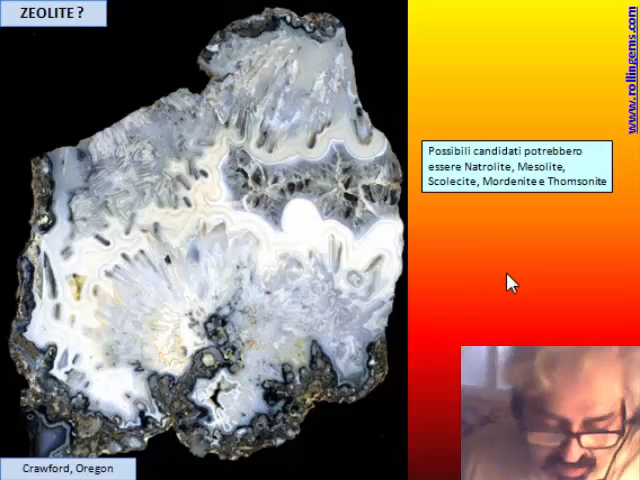 ZEOLITE ?
www.rollingems.com
Possibili candidati potrebbero
essere Natrolite, Mesolite,
Scolecite, Mordenite e Thomsonite
Crawford, Oregon